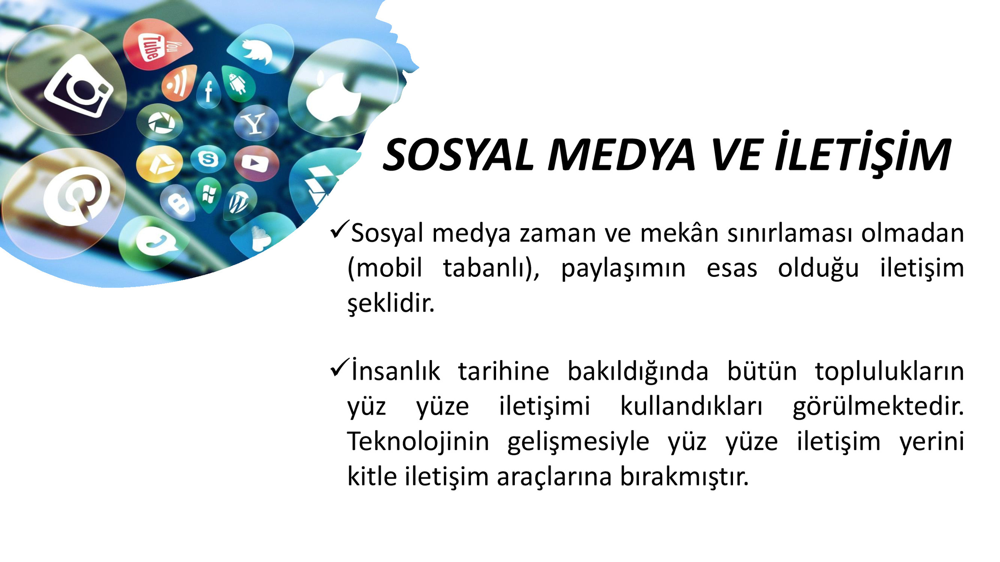 You
Tube
f
Y
S
SOSYAL MEDYA VE İLETİŞİM
✓Sosyal medya zaman ve mekân sınırlaması olmadan
(mobil tabanlı), paylaşımın esas olduğu iletişim
şeklidir.
✓İnsanlık tarihine bakıldığında bütün toplulukların
yüz yüze iletişimi kullandıkları görülmektedir.
Teknolojinin gelişmesiyle yüz yüze iletişim yerini
kitle iletişim araçlarına bırakmıştır.